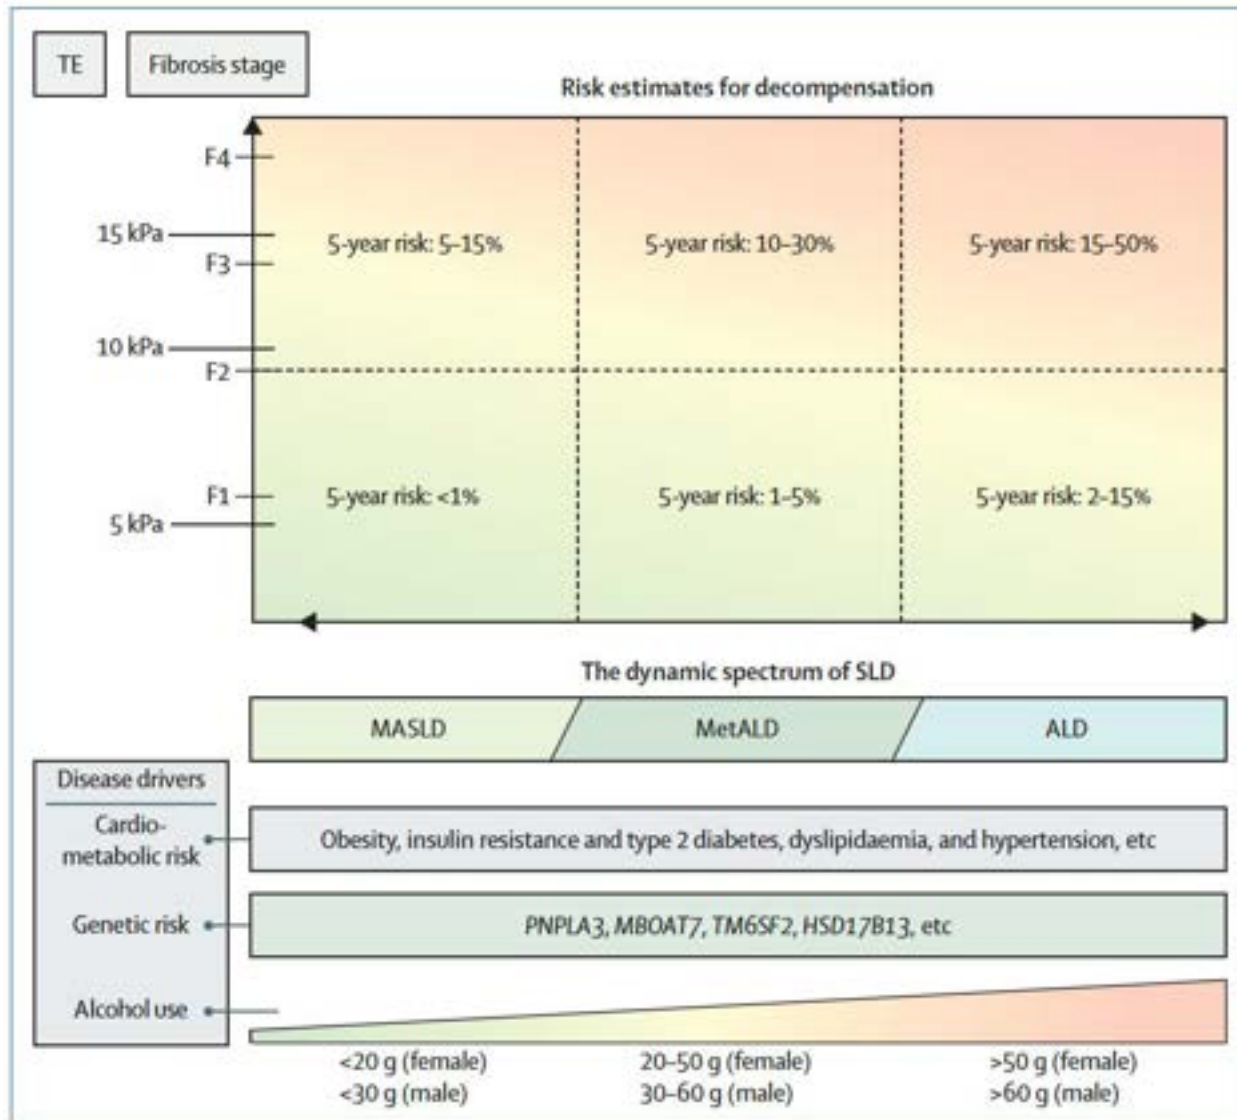 TE
Fibrosis stage
Risk estimates for decompensation
F4
15 kPa
F3
10 kPa
F2
F1
5 kPa
5-year risk: 5–15%
5-year risk: 10–30%
5-year risk: 15–50%
5-year risk: <1%
5-year risk: 1–5%
5-year risk: 2–15%
The dynamic spectrum of SLD
MASLD
MetALD
ALD
Disease drivers
Cardio-
metabolic risk
Obesity, insulin resistance and type 2 diabetes, dyslipidaemia, and hypertension, etc
Genetic risk
PNPLA3, MBOAT7, TM6SF2, HSD17B13, etc
Alcohol use
<20 g (female)
<30 g (male)
20–50 g (female)
30–60 g (male)
>50 g (female)
>60 g (male)